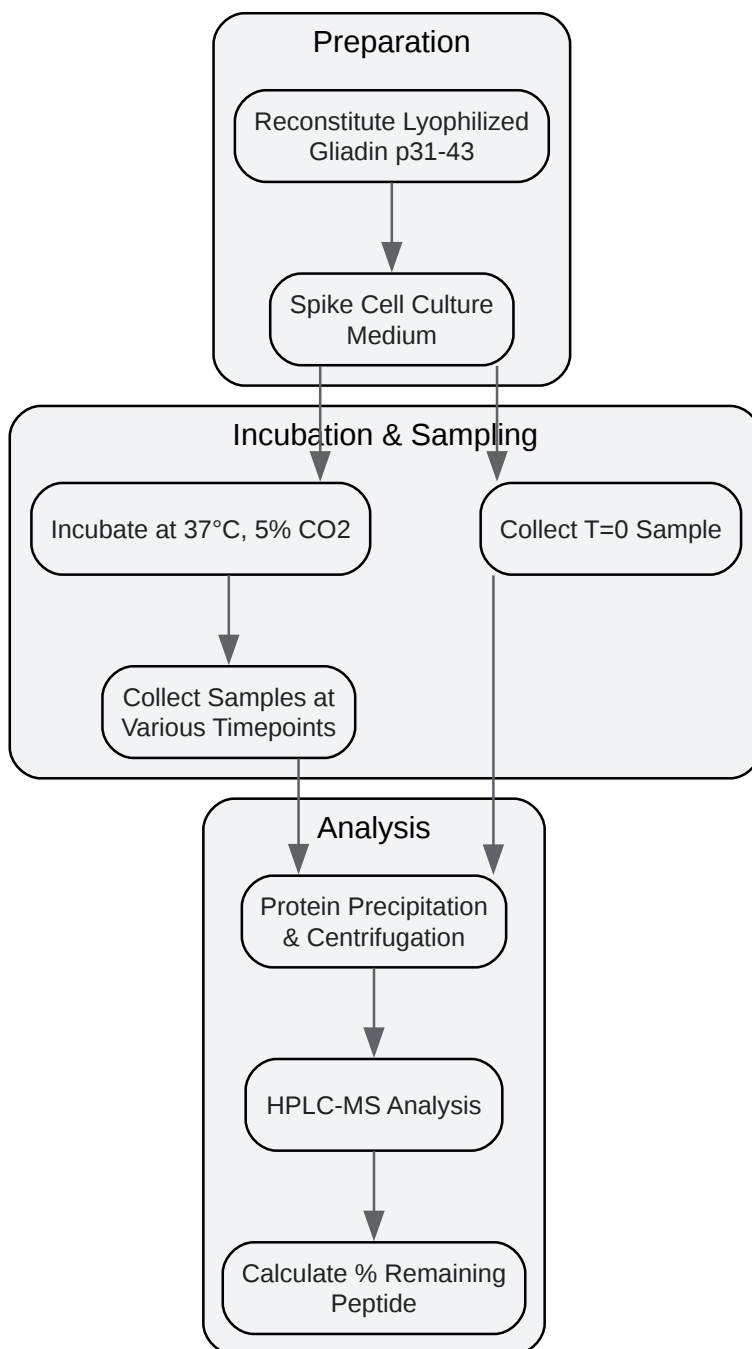 Preparation
Reconstitute Lyophilized
Gliadin p31-43
Spike Cell Culture
Medium
Incubation & Sampling
Incubate at 37°C, 5% CO2
Collect T=0 Sample
Collect Samples at
Various Timepoints
Analysis
Protein Precipitation
& Centrifugation
HPLC-MS Analysis
Calculate % Remaining
Peptide